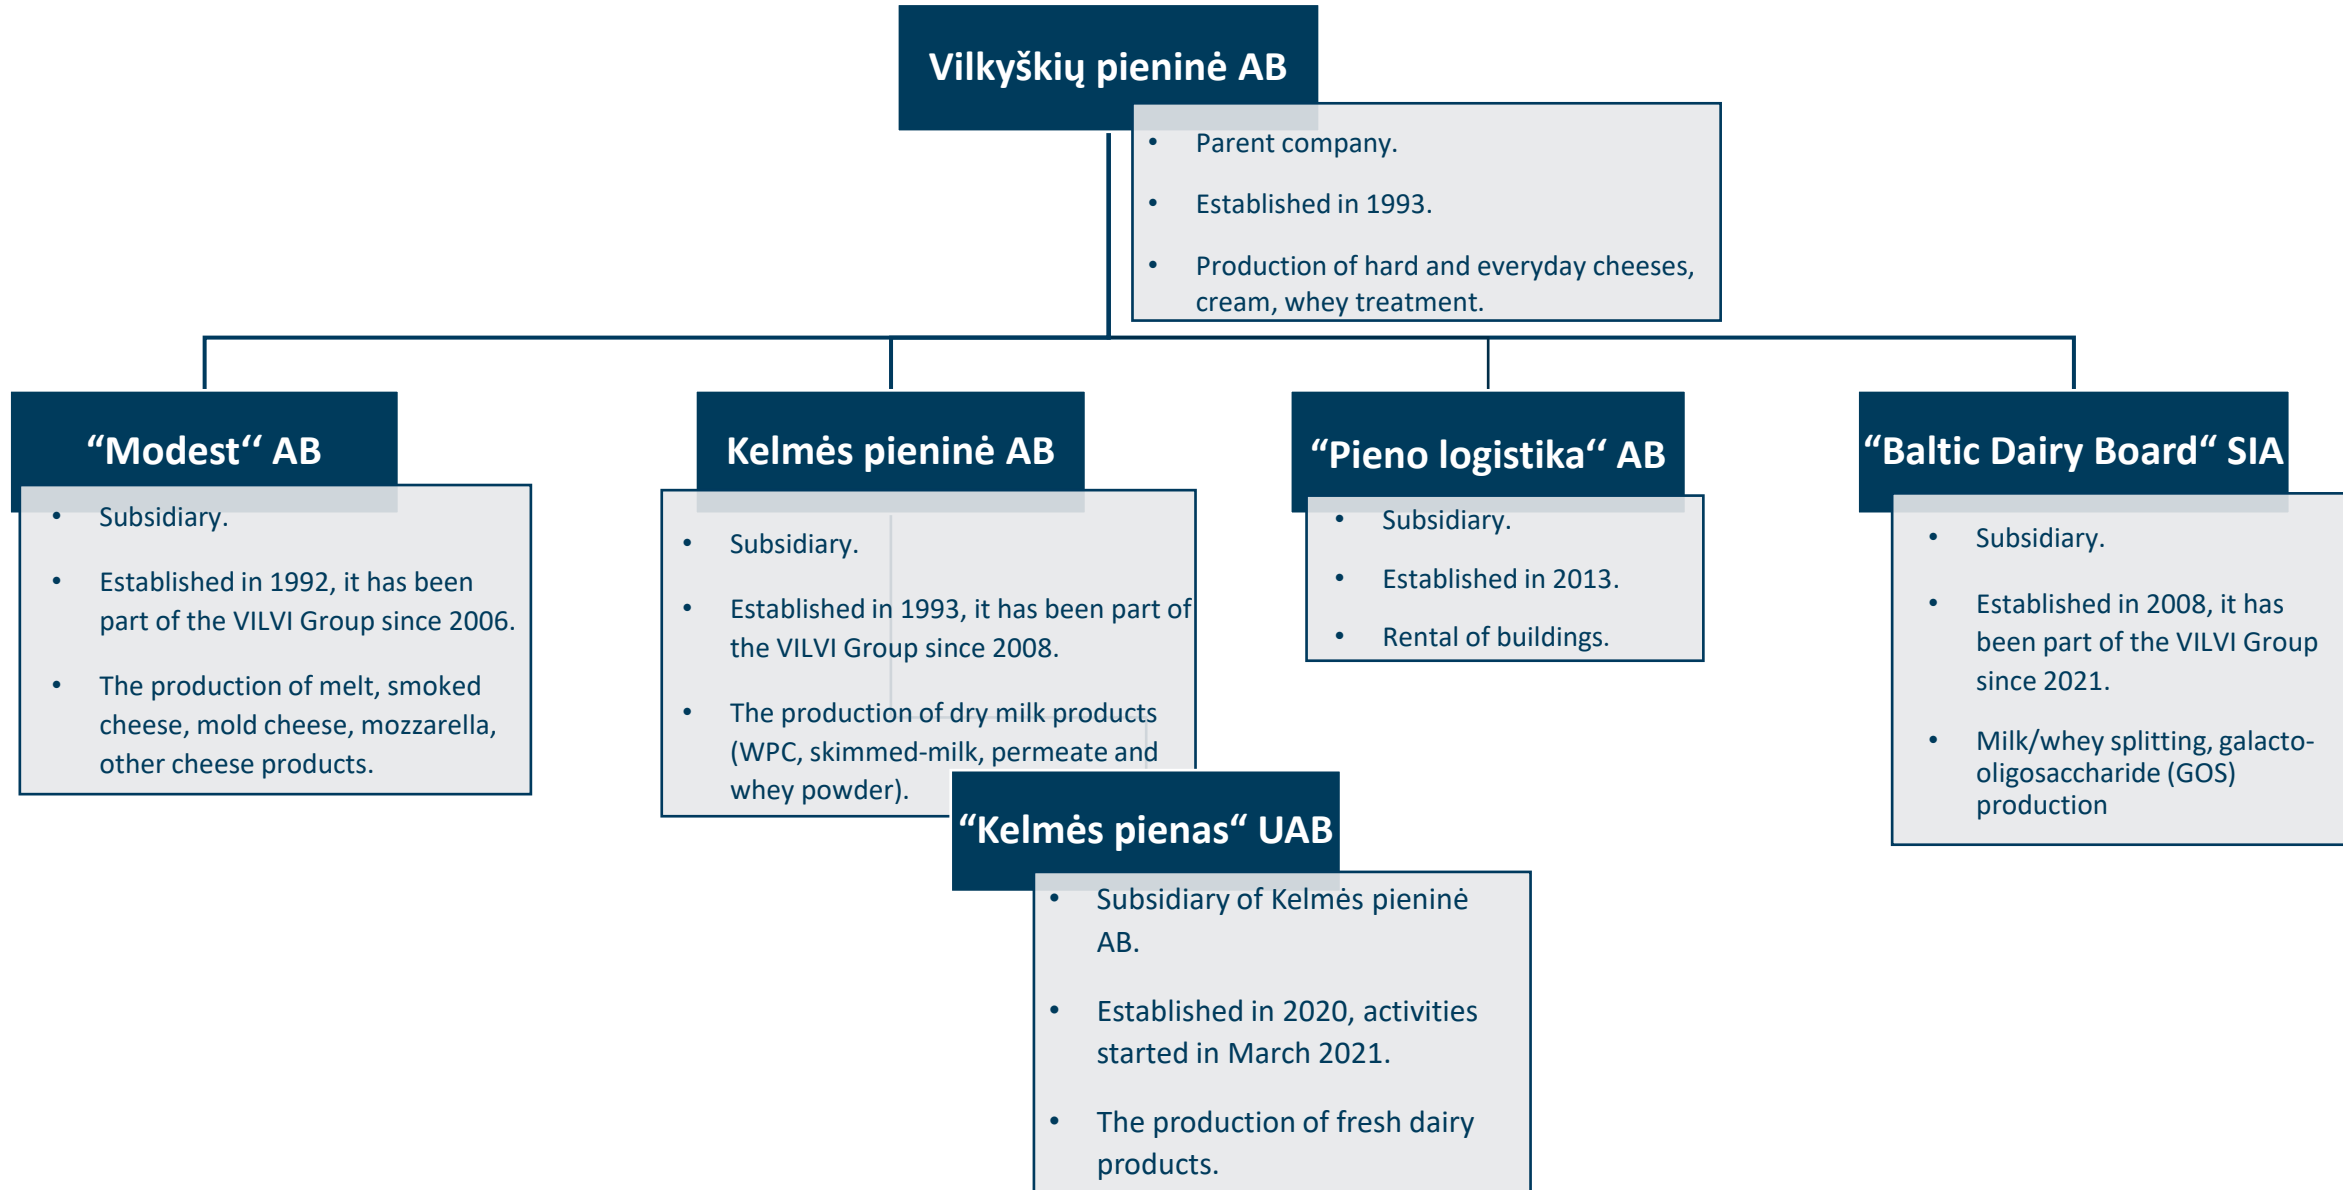 Vilkyškių pieninė AB
• Parent company.
• Established in 1993.
• Production of hard and everyday cheeses,
cream, whey treatment.
“Modest‘‘ AB
• Subsidiary.
• Established in 1992, it has been
part of the VILVI Group since 2006.
• The production of melt, smoked
cheese, mold cheese, mozzarella,
other cheese products.
Kelmės pieninė AB
• Subsidiary.
• Established in 1993, it has been part of
the VILVI Group since 2008.
• The production of dry milk products
(WPC, skimmed-milk, permeate and
whey powder).
“Kelmės pienas“ UAB
• Subsidiary of Kelmės pieninė
AB.
• Established in 2020, activities
started in March 2021.
• The production of fresh dairy
products.
“Pieno logistika‘‘ AB
• Subsidiary.
• Established in 2013.
• Rental of buildings.
“Baltic Dairy Board“ SIA
• Subsidiary.
• Established in 2008, it has
been part of the VILVI Group
since 2021.
• Milk/whey splitting, galacto-
oligosaccharide (GOS)
production